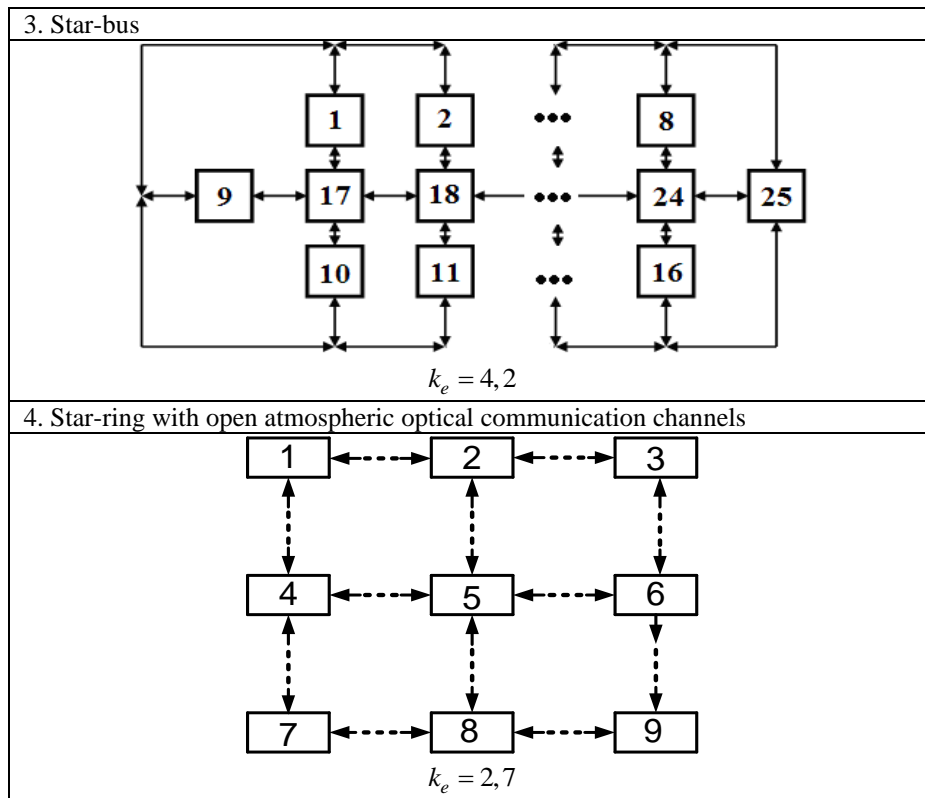 3. Star-bus
1 2 ••• 8
9 17 18 ••• 24 25
10 11 ••• 16
k_e = 4,2
4. Star-ring with open atmospheric optical communication channels
1 2 3
4 5 6
7 8 9
k_e = 2,7